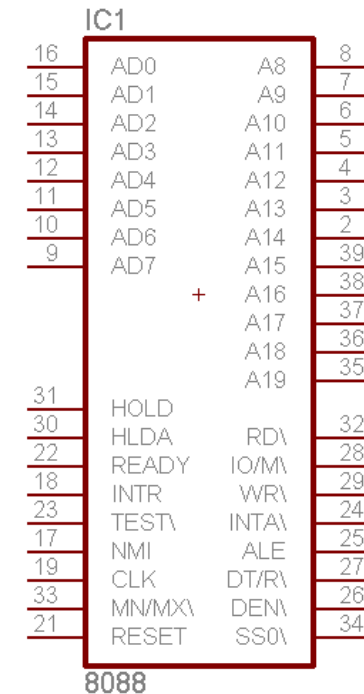 IC1
16 AD0 A8 8
15 AD1 A9 7
14 AD2 A10 6
13 AD3 A11 5
12 AD4 A12 4
11 AD5 A13 3
10 AD6 A14 2
9 AD7 A15 39
A16 38
A17 37
A18 36
A19 35
31 HOLD
30 HLDA RD\ 32
22 READY IO/M\ 28
18 INTR WR\ 29
23 TEST\ INTA\ 24
17 NMI ALE 25
19 CLK DT/R\ 27
33 MN/MX\ DEN\ 26
21 RESET SS0\ 34
8088